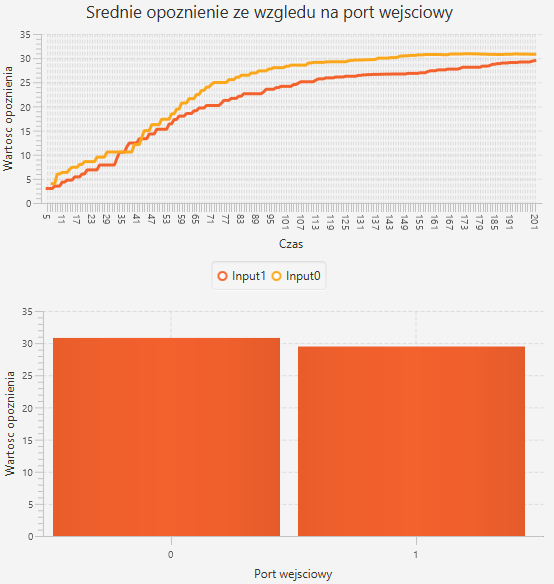 Srednie opoznienie ze wzgledu na port wejsciowy
Wartosc opoznienia
35
30
25
20
15
10
5
0
5 11 17 23 29 35 41 47 53 59 65 71 77 83 89 95 101 107 113 119 125 131 137 143 149 155 161 167 173 179 185 191 201
Czas
Input1 Input0
Wartosc opoznienia
35
30
25
20
15
10
5
0
0 1
Port wejsciowy